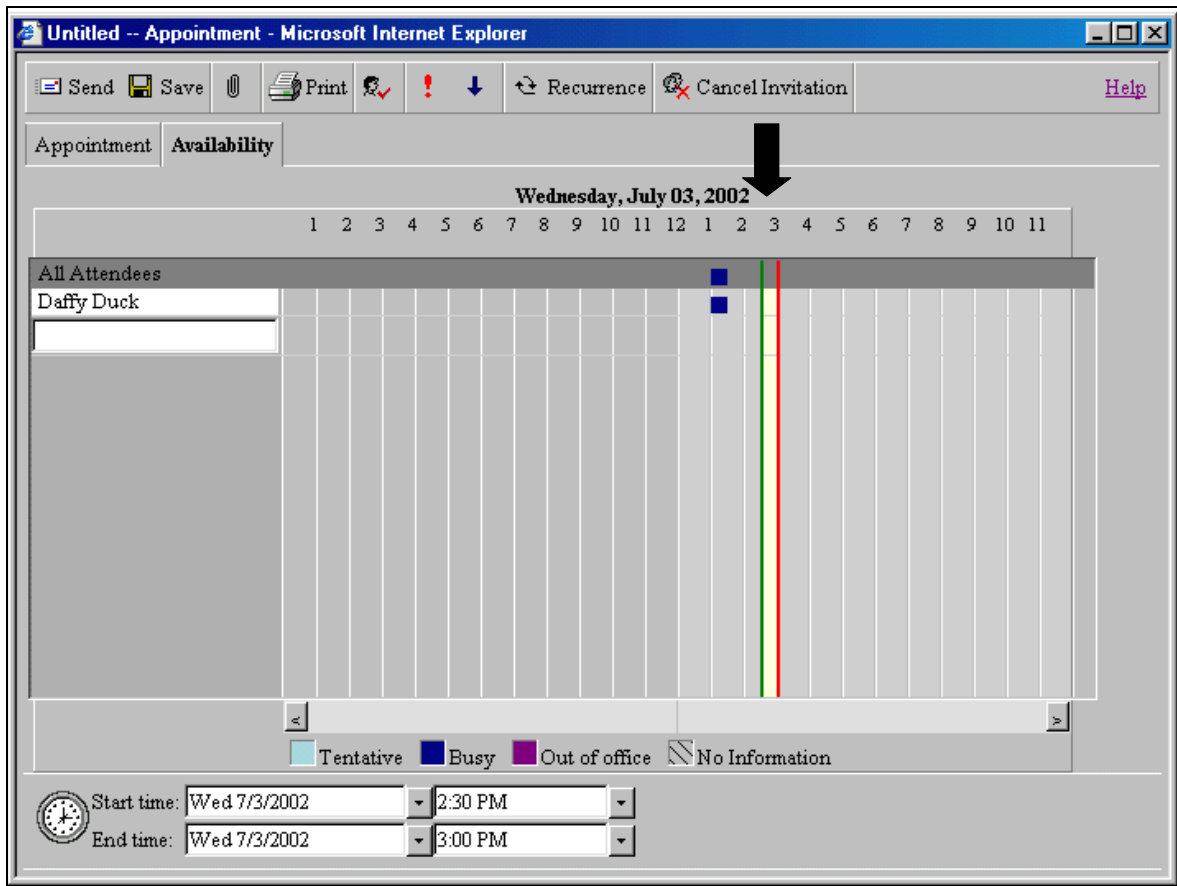 Untitled -- Appointment - Microsoft Internet Explorer
Send Save Print Recurrence Cancel Invitation Help
Appointment Availability
Wednesday, July 03, 2002
1 2 3 4 5 6 7 8 9 10 11 12 1 2 3 4 5 6 7 8 9 10 11
All Attendees
Daffy Duck
< >
Tentative Busy Out of office No Information
Start time: Wed 7/3/2002 2:30 PM
End time: Wed 7/3/2002 3:00 PM